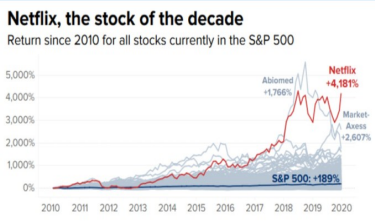 Netflix, the stock of the decade
Return since 2010 for all stocks currently in the S&P 500
5,000%
4,000%
3,000%
2,000%
1,000%
0%
Abiomed
+1,766%
Netflix
+4,181%
Market-
Axess
+2,607%
S&P 500: +189%
2010 2011 2012 2013 2014 2015 2016 2017 2018 2019 2020